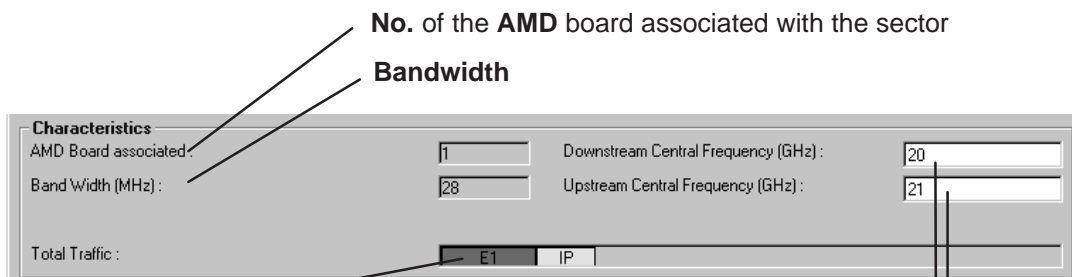 No. of the AMD board associated with the sector
Bandwidth
Characteristics
AMD Board associated : 1 Downstream Central Frequency (GHz) : 20
Band Width (MHz) : 28 Upstream Central Frequency (GHz) : 21
Total Traffic : E1 IP